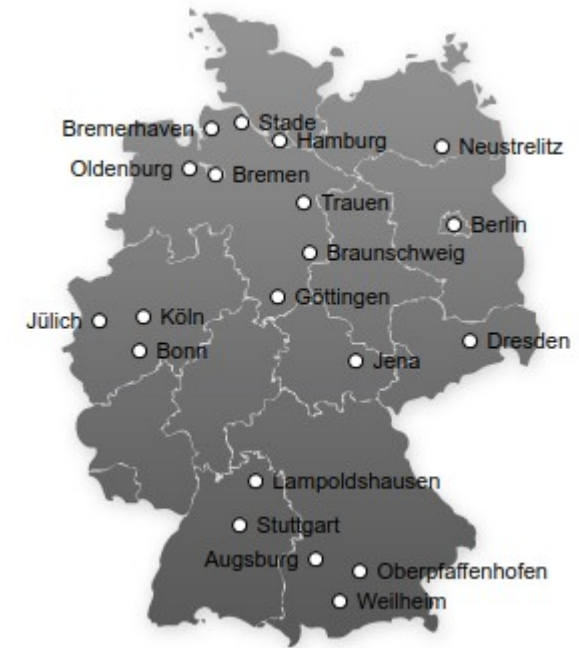 Stade
Bremerhaven
Hamburg
Neustrelitz
Oldenburg
Bremen
Trauen
Berlin
Braunschweig
Göttingen
Köln
Jülich
Dresden
Bonn
Jena
Lampoldshausen
Stuttgart
Augsburg
Oberpfaffenhofen
Weilheim